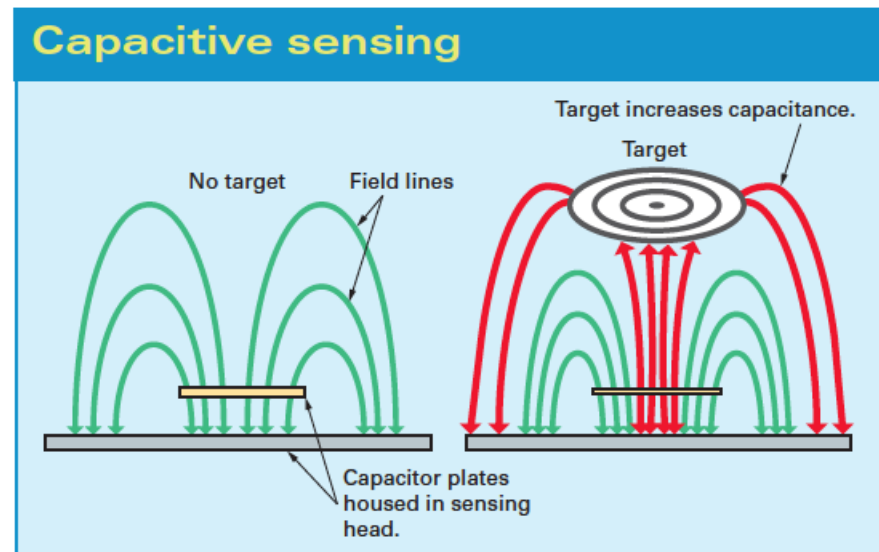 Capacitive sensing
No target
Field lines
Capacitor plates
housed in sensing
head.
Target increases capacitance.
Target